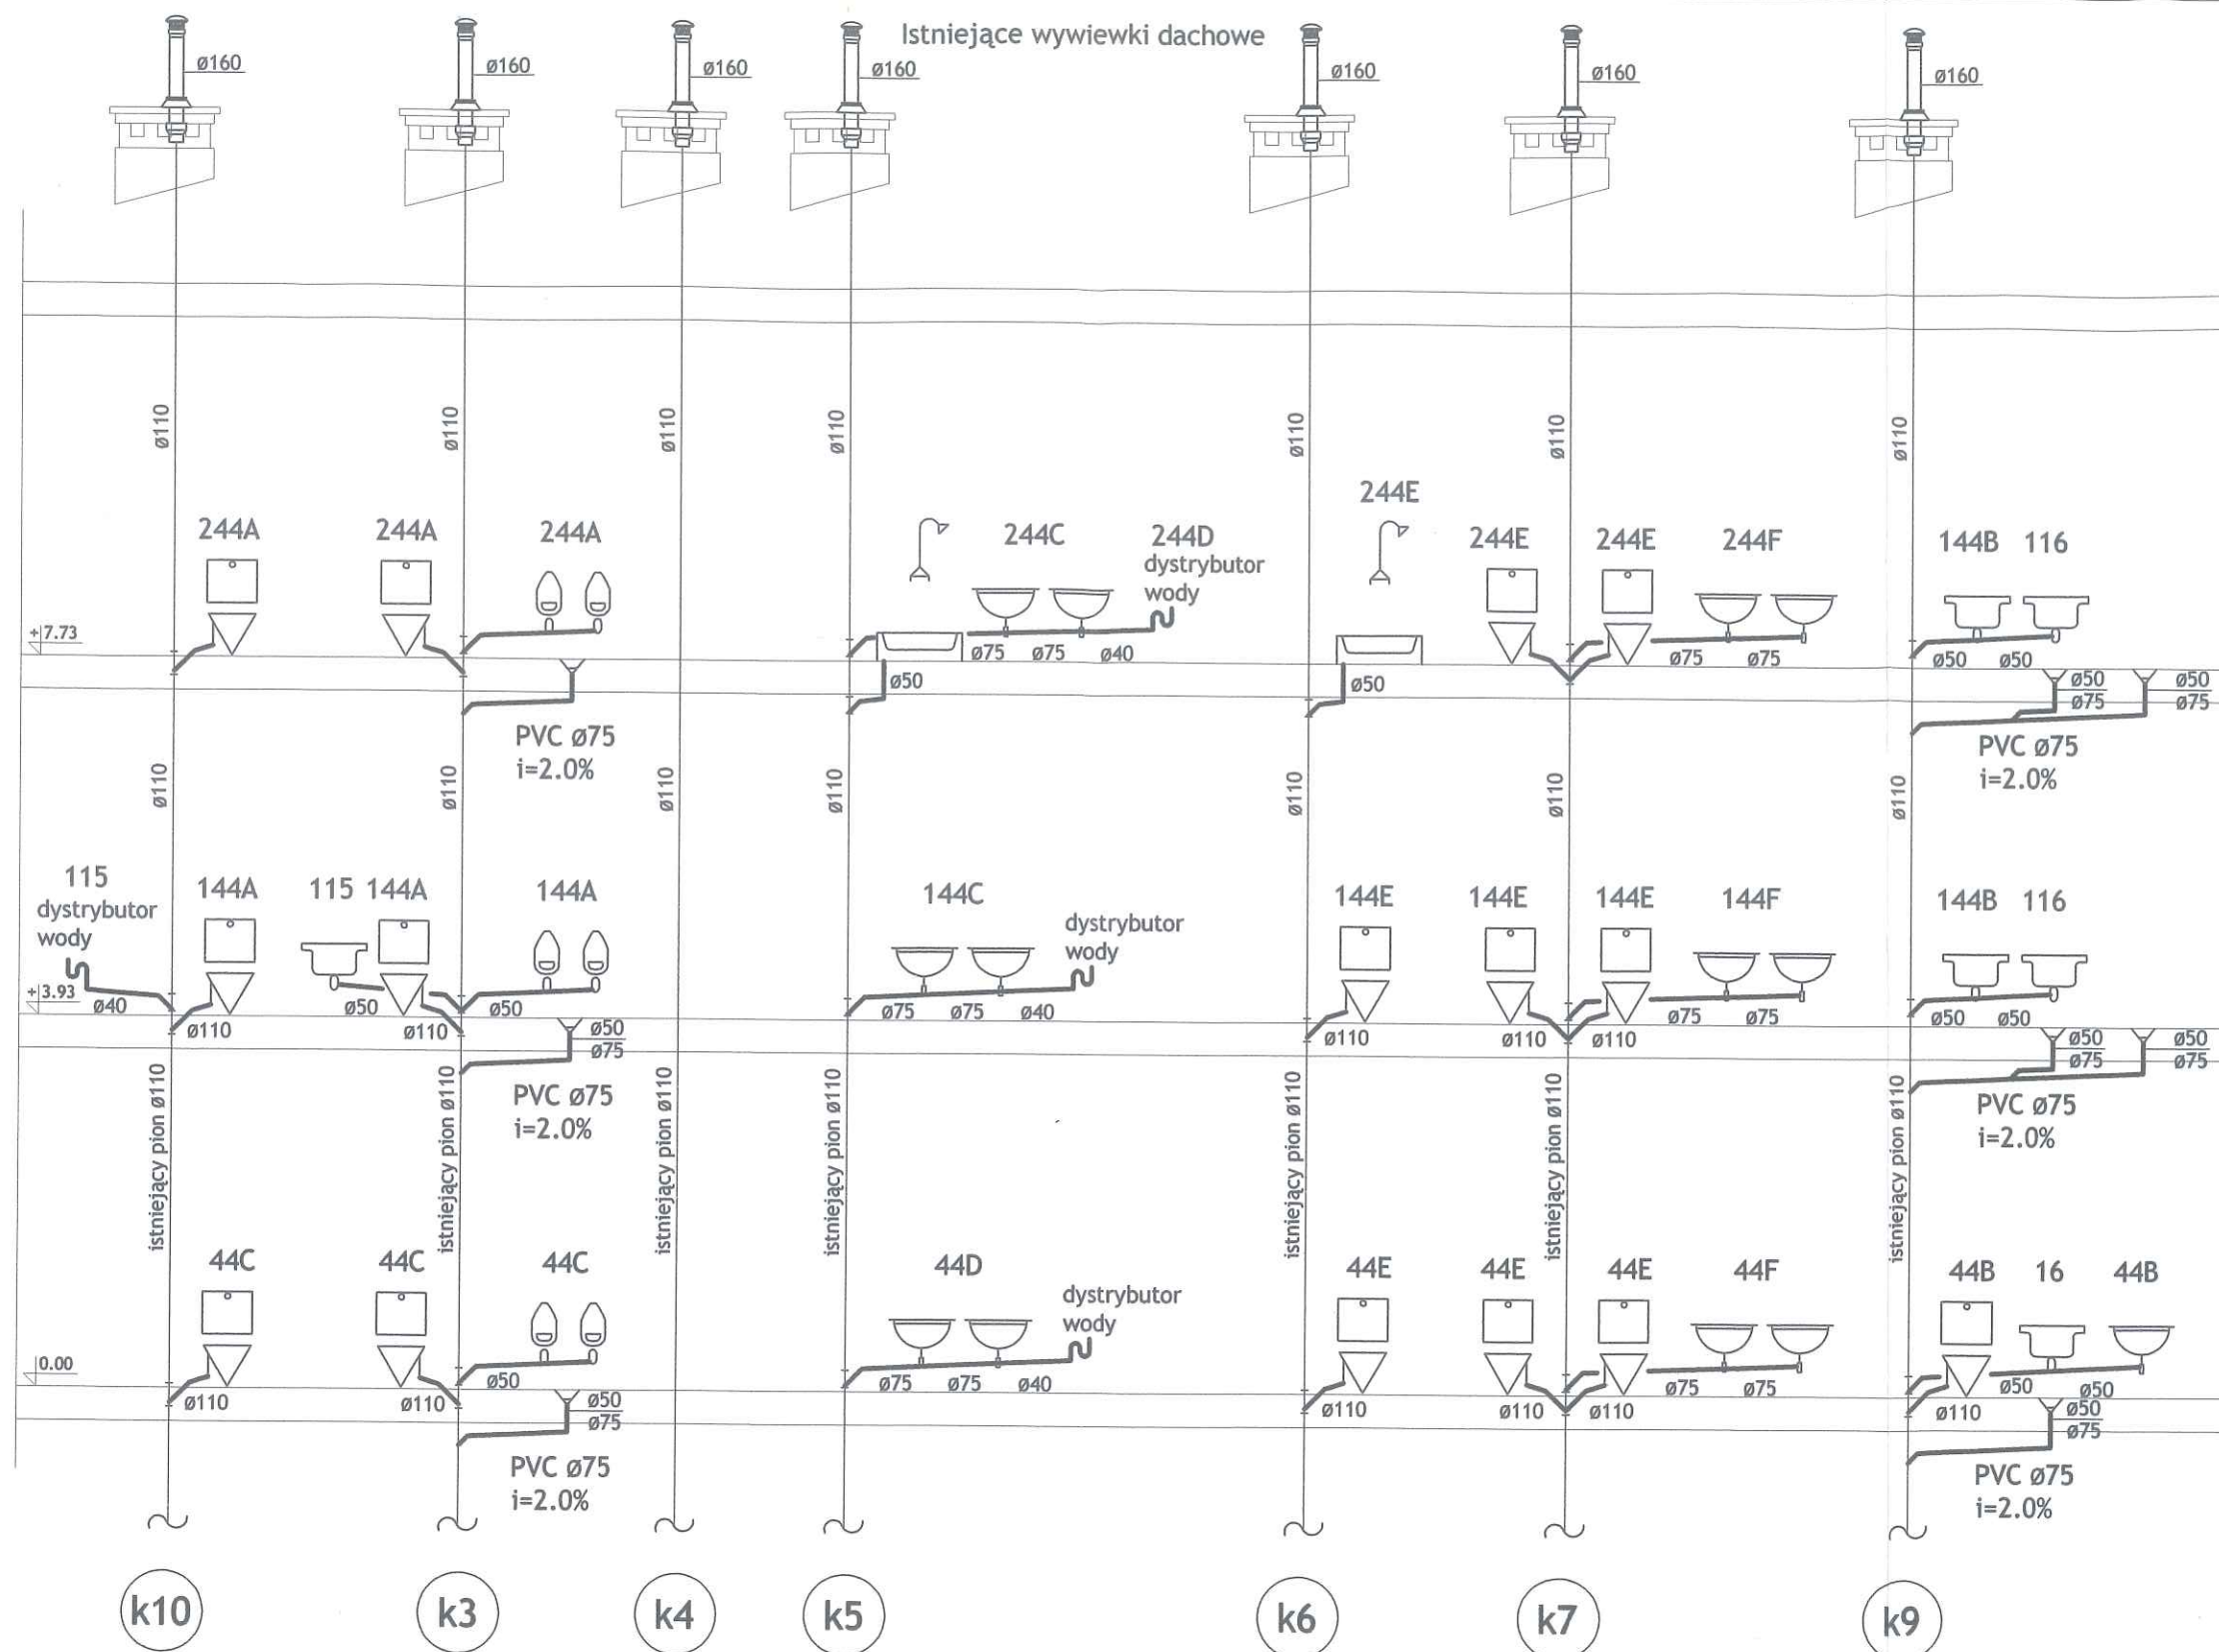 Istniejące wywiewki dachowe
ø160
ø160
ø160
ø160
ø160
ø160
ø160
ø110
ø110
ø110
ø110
ø110
ø110
ø110
244A
244A
244A
244C
244D
dystrybutor
wody
244E
244E
244E
244F
144B
116
+7.73
ø75
ø75
ø40
ø75
ø75
ø50
ø50
ø50
ø50
ø50
ø75
ø50
ø75
PVC ø75
i=2.0%
PVC ø75
i=2.0%
ø110
ø110
ø110
ø110
ø110
ø110
ø110
115
dystrybutor
wody
144A
115
144A
144A
144C
dystrybutor
wody
144E
144E
144E
144F
144B
116
+3.93
ø40
ø110
ø50
ø110
ø50
ø75
ø75
ø40
ø110
ø110
ø110
ø75
ø75
ø50
ø50
ø50
ø75
ø50
ø75
ø50
ø75
PVC ø75
i=2.0%
PVC ø75
i=2.0%
istniejący pion ø110
istniejący pion ø110
istniejący pion ø110
istniejący pion ø110
istniejący pion ø110
istniejący pion ø110
istniejący pion ø110
44C
44C
44C
44D
dystrybutor
wody
44E
44E
44E
44F
44B
16
44B
0.00
ø110
ø110
ø50
ø75
ø75
ø40
ø110
ø110
ø110
ø75
ø75
ø110
ø50
ø50
ø50
ø75
ø50
ø75
PVC ø75
i=2.0%
PVC ø75
i=2.0%
k10
k3
k4
k5
k6
k7
k9